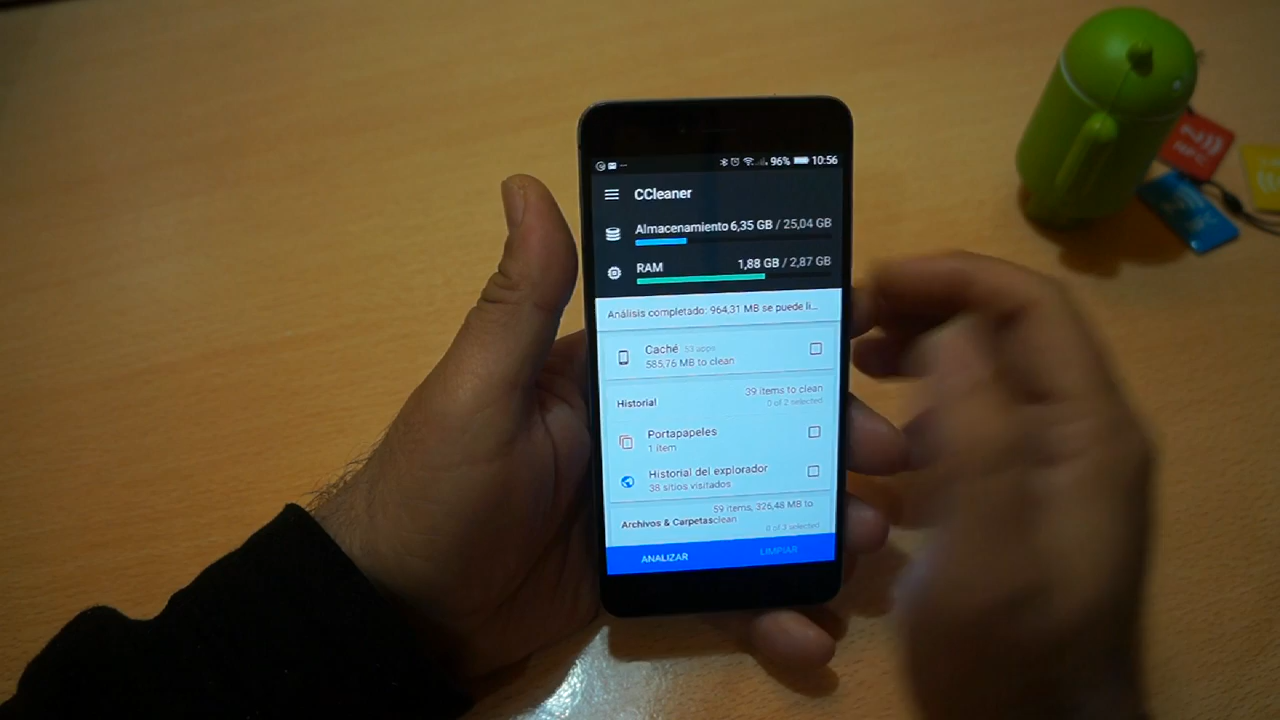 96% 10:56
CCleaner
Almacenamiento 6,35 GB / 25,04 GB
RAM 1,88 GB / 2,87 GB
Análisis completado: 964,31 MB se puede li...
Caché 53 apps
585,76 MB to clean
39 items to clean
Historial
0 of 2 selected
Portapapeles
1 item
Historial del explorador
38 sitios visitados
59 items, 326,48 MB to
Archivos & Carpetas clean
0 of 3 selected
ANALIZAR LIMPIAR
NFC